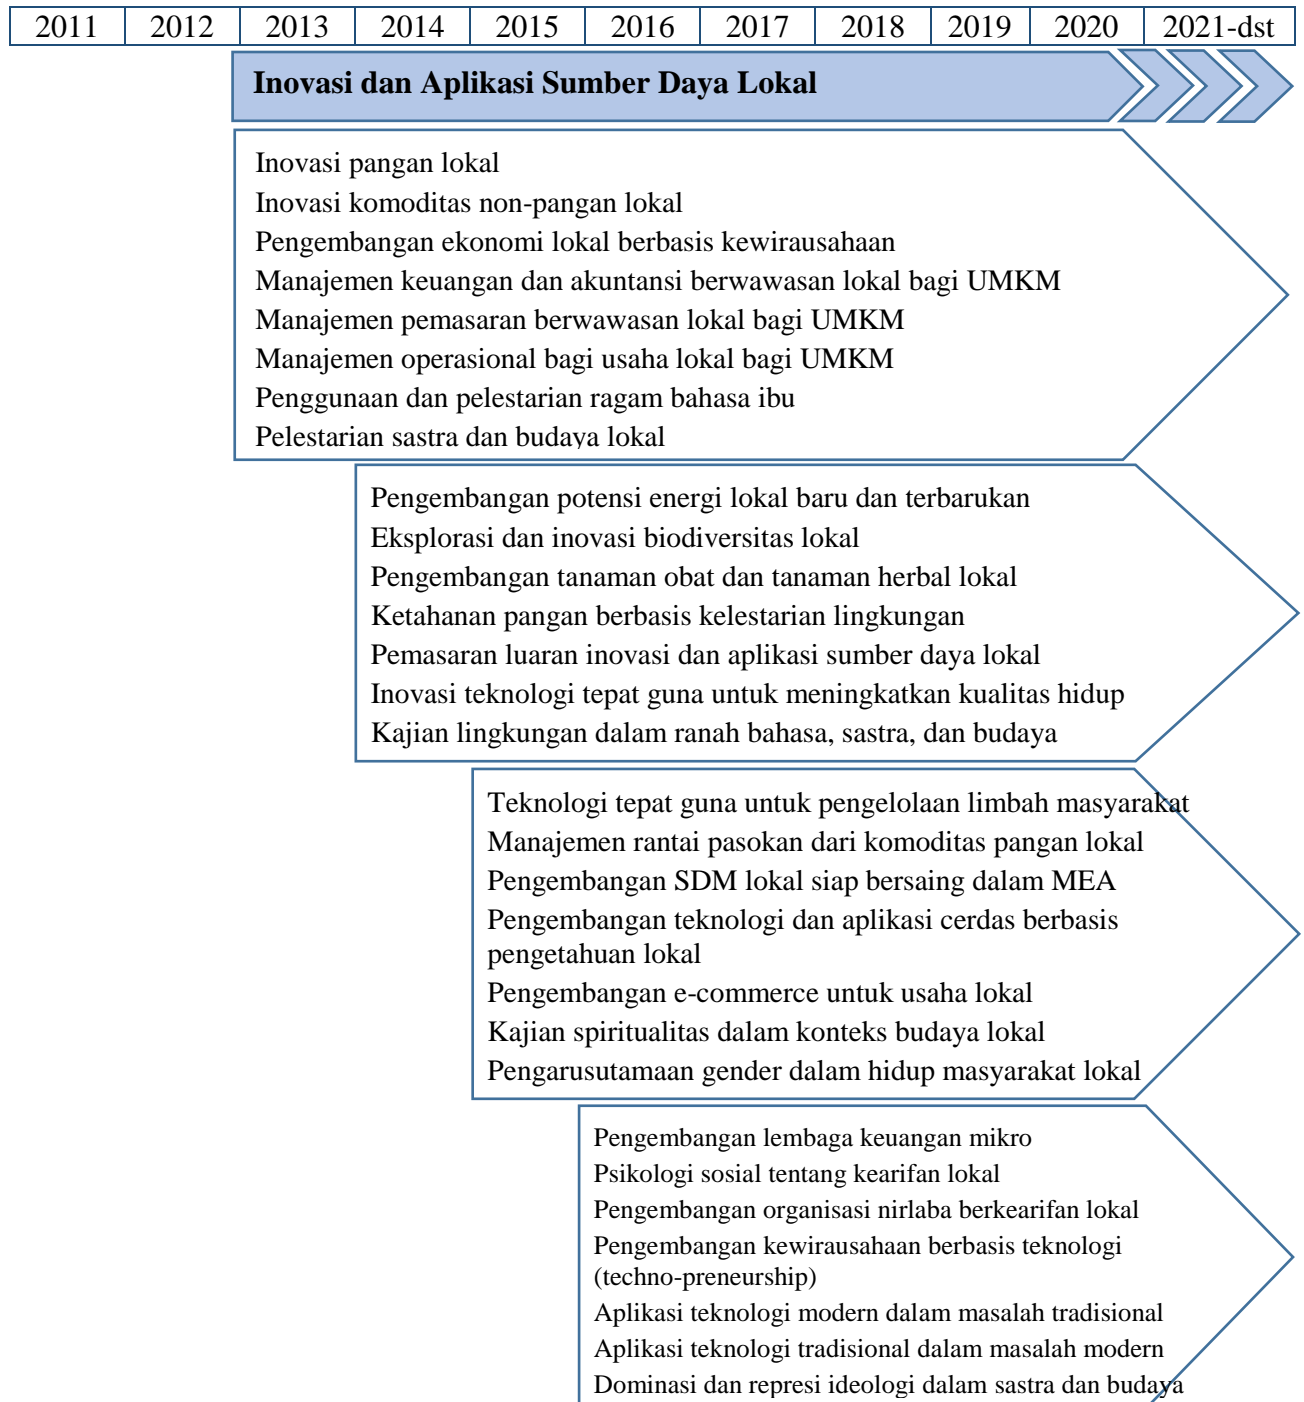 2011 2012 2013 2014 2015 2016 2017 2018 2019 2020 2021-dst
Inovasi dan Aplikasi Sumber Daya Lokal
Inovasi pangan lokal
Inovasi komoditas non-pangan lokal
Pengembangan ekonomi lokal berbasis kewirausahaan
Manajemen keuangan dan akuntansi berwawasan lokal bagi UMKM
Manajemen pemasaran berwawasan lokal bagi UMKM
Manajemen operasional bagi usaha lokal bagi UMKM
Penggunaan dan pelestarian ragam bahasa ibu
Pelestarian sastra dan budaya lokal
Pengembangan potensi energi lokal baru dan terbarukan
Eksplorasi dan inovasi biodiversitas lokal
Pengembangan tanaman obat dan tanaman herbal lokal
Ketahanan pangan berbasis kelestarian lingkungan
Pemasaran luaran inovasi dan aplikasi sumber daya lokal
Inovasi teknologi tepat guna untuk meningkatkan kualitas hidup
Kajian lingkungan dalam ranah bahasa, sastra, dan budaya
Teknologi tepat guna untuk pengelolaan limbah masyarakat
Manajemen rantai pasokan dari komoditas pangan lokal
Pengembangan SDM lokal siap bersaing dalam MEA
Pengembangan teknologi dan aplikasi cerdas berbasis
pengetahuan lokal
Pengembangan e-commerce untuk usaha lokal
Kajian spiritualitas dalam konteks budaya lokal
Pengarusutamaan gender dalam hidup masyarakat lokal
Pengembangan lembaga keuangan mikro
Psikologi sosial tentang kearifan lokal
Pengembangan organisasi nirlaba berkearifan lokal
Pengembangan kewirausahaan berbasis teknologi
(techno-preneurship)
Aplikasi teknologi modern dalam masalah tradisional
Aplikasi teknologi tradisional dalam masalah modern
Dominasi dan represi ideologi dalam sastra dan budaya